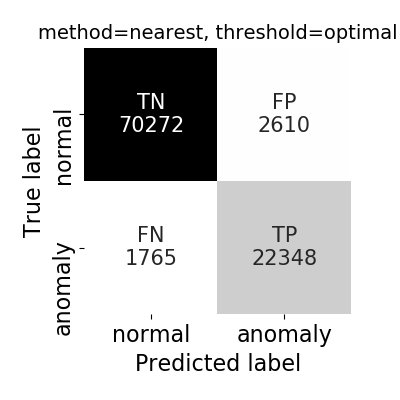 method=nearest, threshold=optimal
True label
normal
TN
70272
FP
2610
anomaly
FN
1765
TP
22348
normal
anomaly
Predicted label